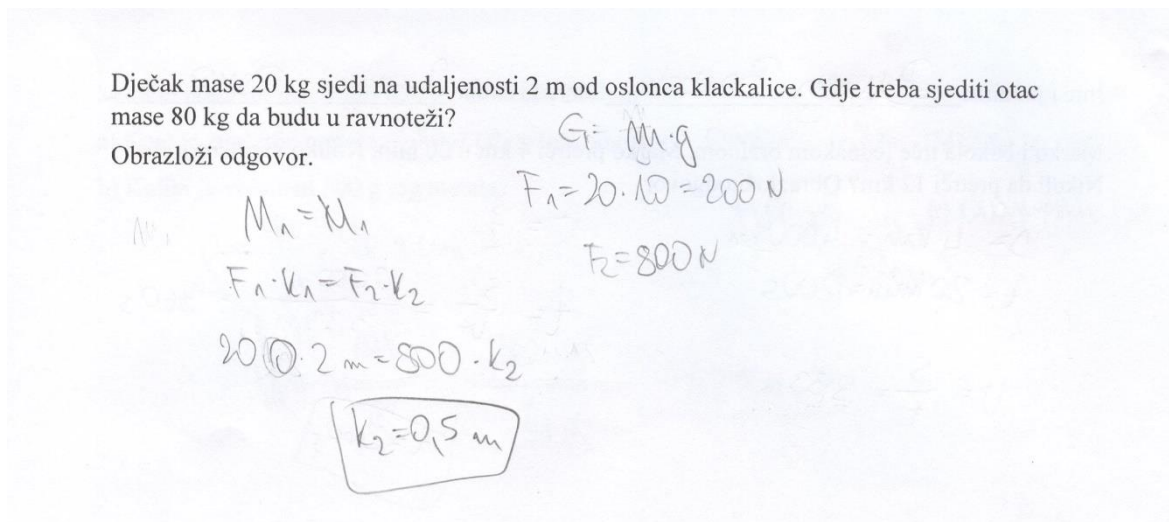 Dječak mase 20 kg sjedi na udaljenosti 2 m od oslonca klackalice. Gdje treba sjediti otac
mase 80 kg da budu u ravnoteži?
Obrazloži odgovor.
G = m·g
F₁ = 20·10 = 200 N
F₂ = 800 N
M₁ = M₁
F₁·k₁ = F₂·k₂
200·2 m = 800·k₂
k₂ = 0,5 m